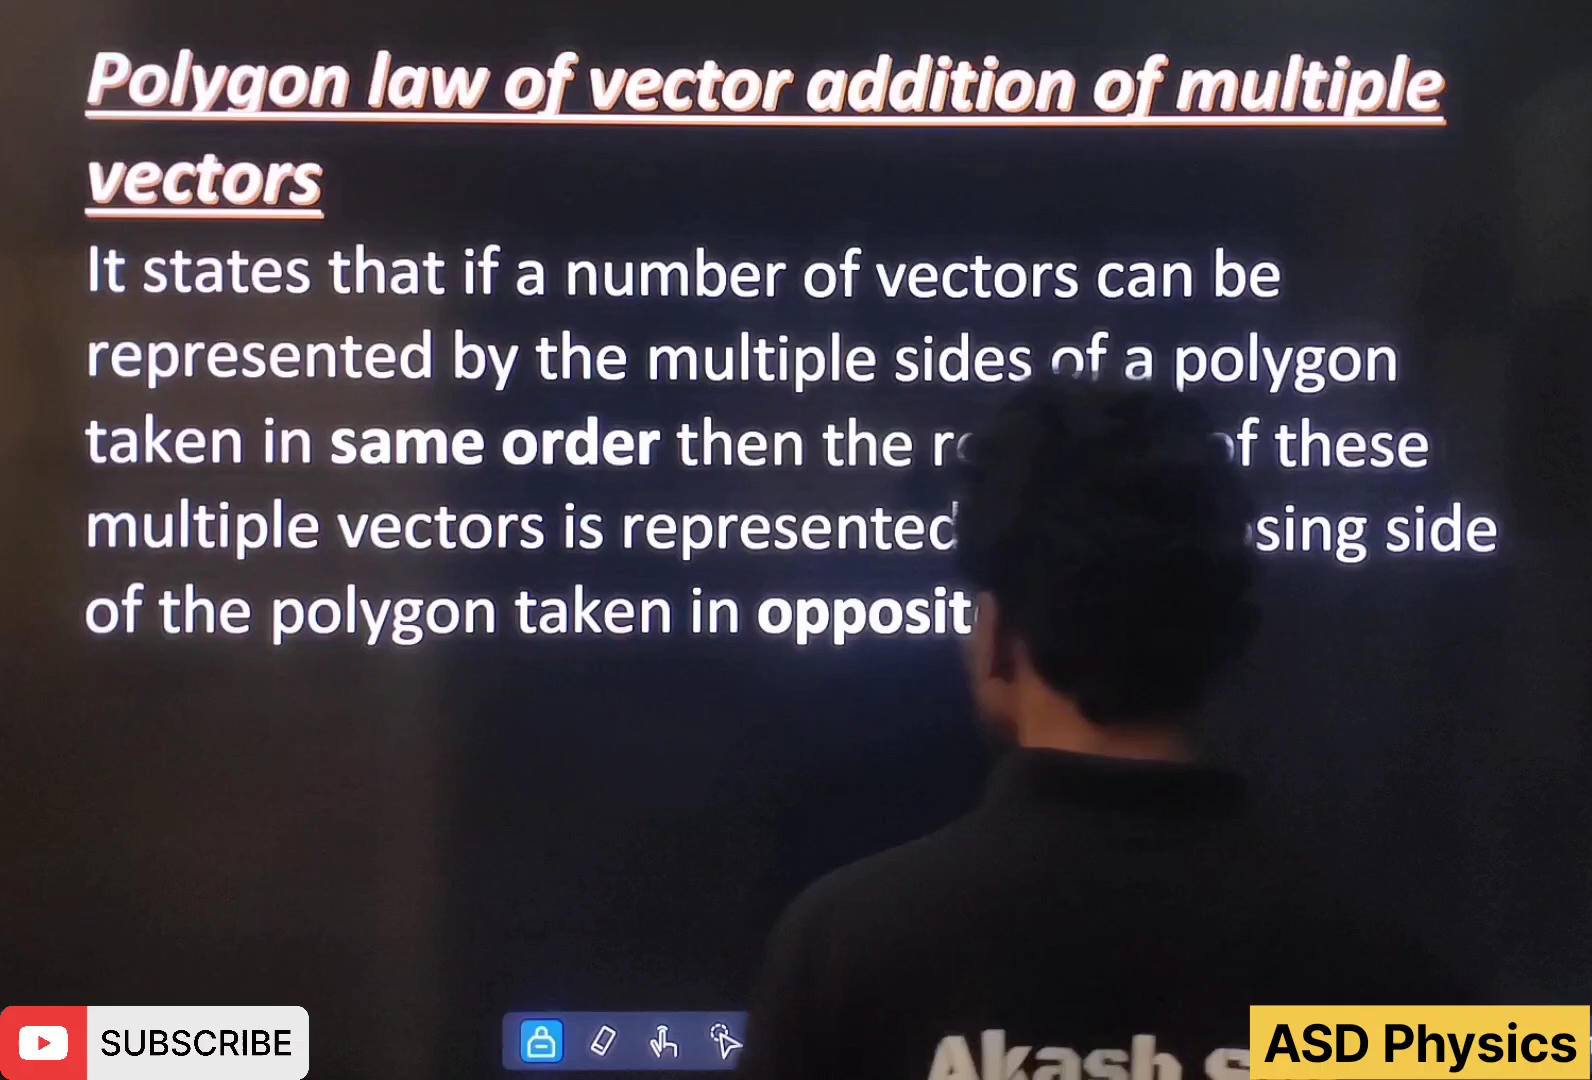 Polygon law of vector addition of multiple
vectors
It states that if a number of vectors can be
represented by the multiple sides of a polygon
taken in same order then the of these
multiple vectors is represented side
of the polygon taken in
SUBSCRIBE
Akash
ASD Physics